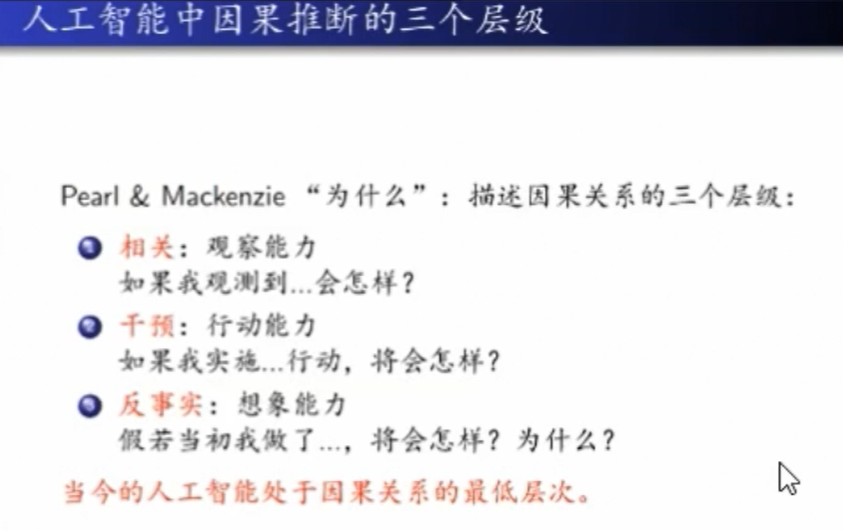 人工智能中因果推断的三个层级
Pearl & Mackenzie “为什么”：描述因果关系的三个层级：
1 相关：观察能力
如果我观测到...会怎样？
2 干预：行动能力
如果我实施...行动，将会怎样？
3 反事实：想象能力
假若当初我做了...，将会怎样？为什么？
当今的人工智能处于因果关系的最低层次。